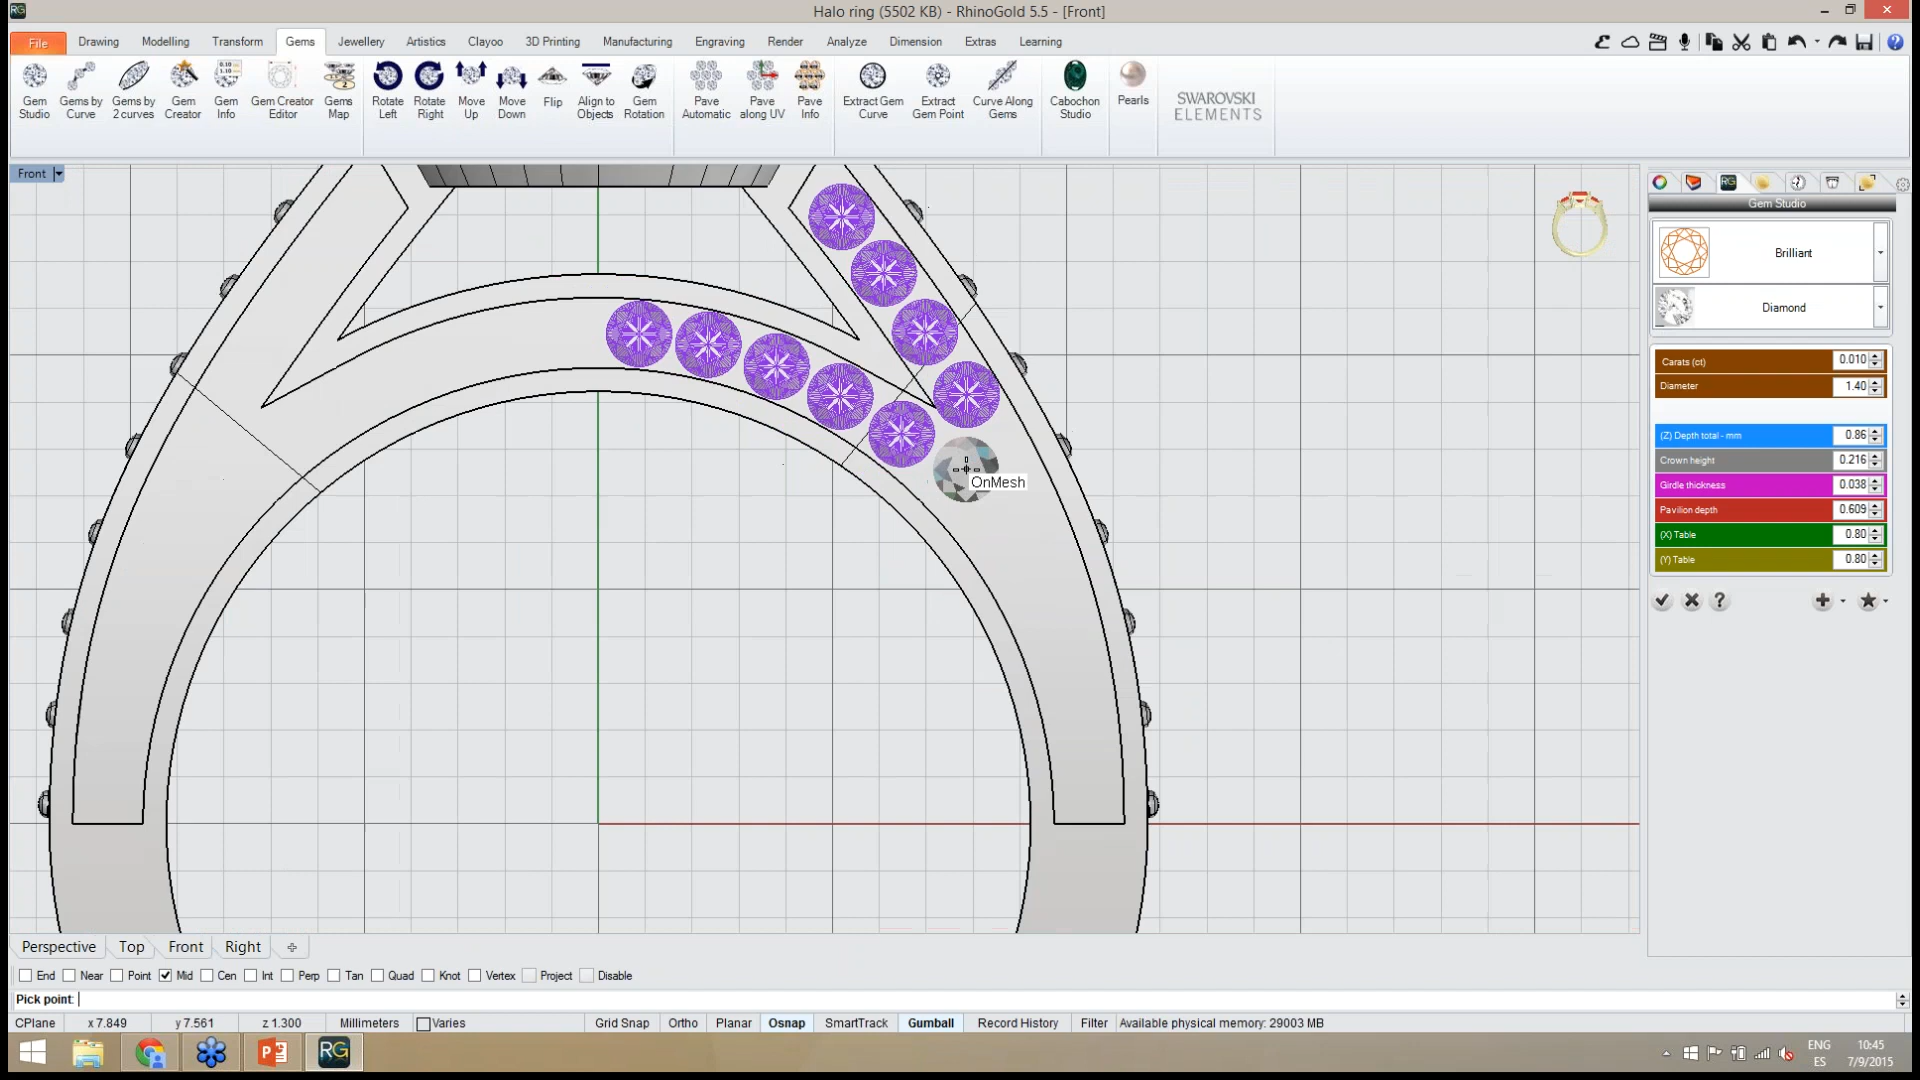 Halo ring (5502 KB) - RhinoGold 5.5 - [Front]
File Drawing Modelling Transform Gems Jewellery Artistics Clayoo 3D Printing Manufacturing Engraving Render Analyze Dimension Extras Learning
Gem Studio
Gems by Curve
Gems by 2 curves
Gem Creator
Gem Info
Gem Creator Editor
Gems Map
Rotate Left
Rotate Right
Move Up
Move Down
Flip
Align to Objects
Gem Rotation
Pave Automatic
Pave along UV
Pave Info
Extract Gem Curve
Extract Gem Point
Curve Along Gems
Cabochon Studio
Pearls
SWAROVSKI
ELEMENTS
Front
OnMesh
RG
Gem Studio
Brilliant
Diamond
Carats (ct) 0.010
Diameter 1.40
(Z) Depth total - mm 0.86
Crown height 0.216
Girdle thickness 0.038
Pavilion depth 0.609
(X) Table 0.80
(Y) Table 0.80
Perspective Top Front Right
End Near Point Mid Cen Int Perp Tan Quad Knot Vertex Project Disable
Pick point:
CPlane x 7.849 y 7.561 z 1.300 Millimeters Varies Grid Snap Ortho Planar Osnap SmartTrack Gumball Record History Filter Available physical memory: 29003 MB
RG
ENG
ES
10:45
7/9/2015